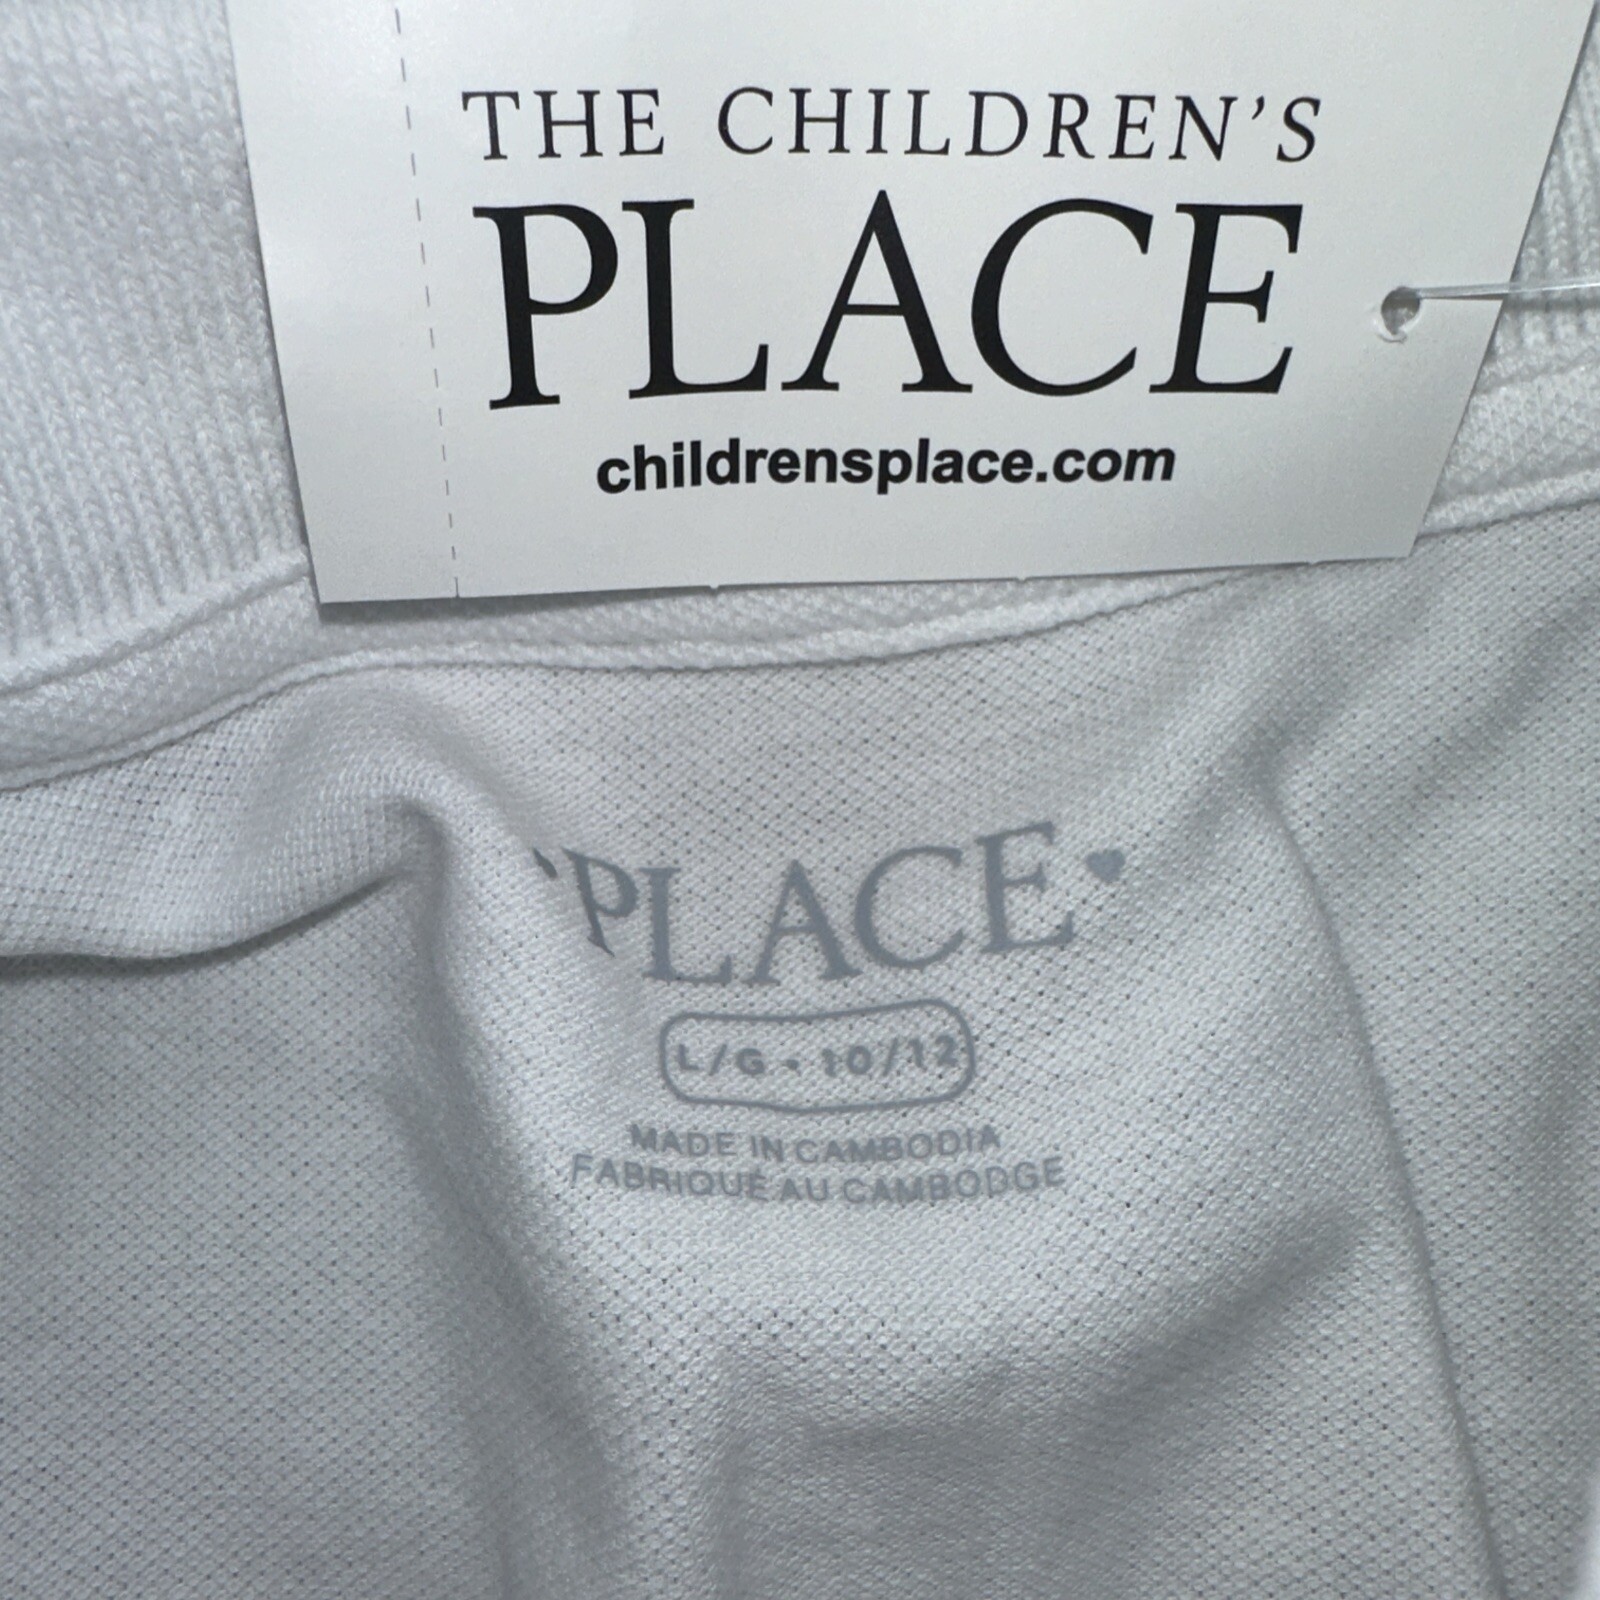 THE CHILDREN'S
PLACE
childrensplace.com
PLACE
L/G • 10/12
MADE IN CAMBODIA
FABRIQUÉ AU CAMBODGE